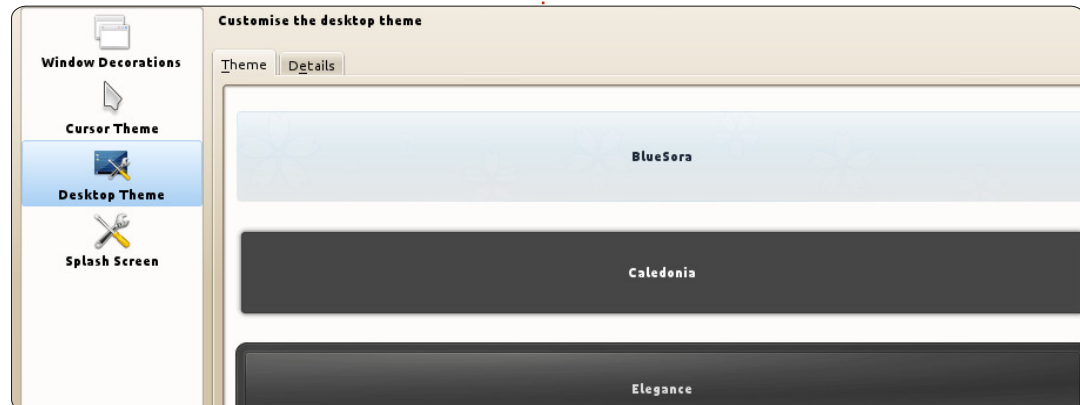 Customise the desktop theme
Window Decorations
Cursor Theme
Desktop Theme
Splash Screen
Theme
Details
BlueSora
Caledonia
Elegance